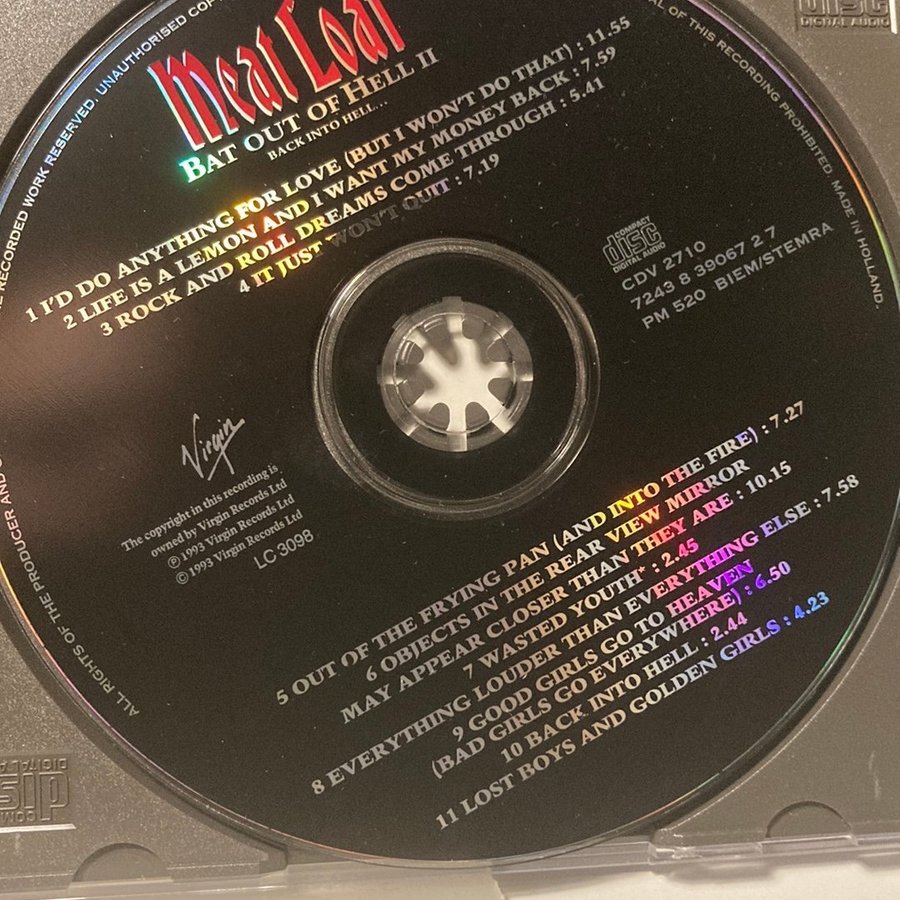 Meat Loaf
BAT OUT OF HELL II
BACK INTO HELL...
1 I'D DO ANYTHING FOR LOVE (BUT I WON'T DO THAT) : 11.55
2 LIFE IS A LEMON AND I WANT MY MONEY BACK : 7.59
3 ROCK AND ROLL DREAMS COME THROUGH : 5.41
4 IT JUST WON'T QUIT : 7.19
COMPACT
disc
DIGITAL AUDIO
CDV 2710
7243 8 39067 2 7
PM 520 BIEM/STEMRA
Virgin
The copyright in this recording is
owned by Virgin Records Ltd
℗ 1993 Virgin Records Ltd
© 1993 Virgin Records Ltd
LC 3098
5 OUT OF THE FRYING PAN (AND INTO THE FIRE) : 7.27
6 OBJECTS IN THE REAR VIEW MIRROR
MAY APPEAR CLOSER THAN THEY ARE : 10.15
7 WASTED YOUTH* : 2.45
8 EVERYTHING LOUDER THAN EVERYTHING ELSE : 7.58
9 GOOD GIRLS GO TO HEAVEN
(BAD GIRLS GO EVERYWHERE) : 6.50
10 BACK INTO HELL : 2.44
11 LOST BOYS AND GOLDEN GIRLS : 4.23
ALL RIGHTS OF THE PRODUCER AND
RECORDED WORK RESERVED. UNAUTHORISED
OF THIS RECORDING PROHIBITED. MADE IN HOLLAND.
disc
DIGITAL AUDIO
disc